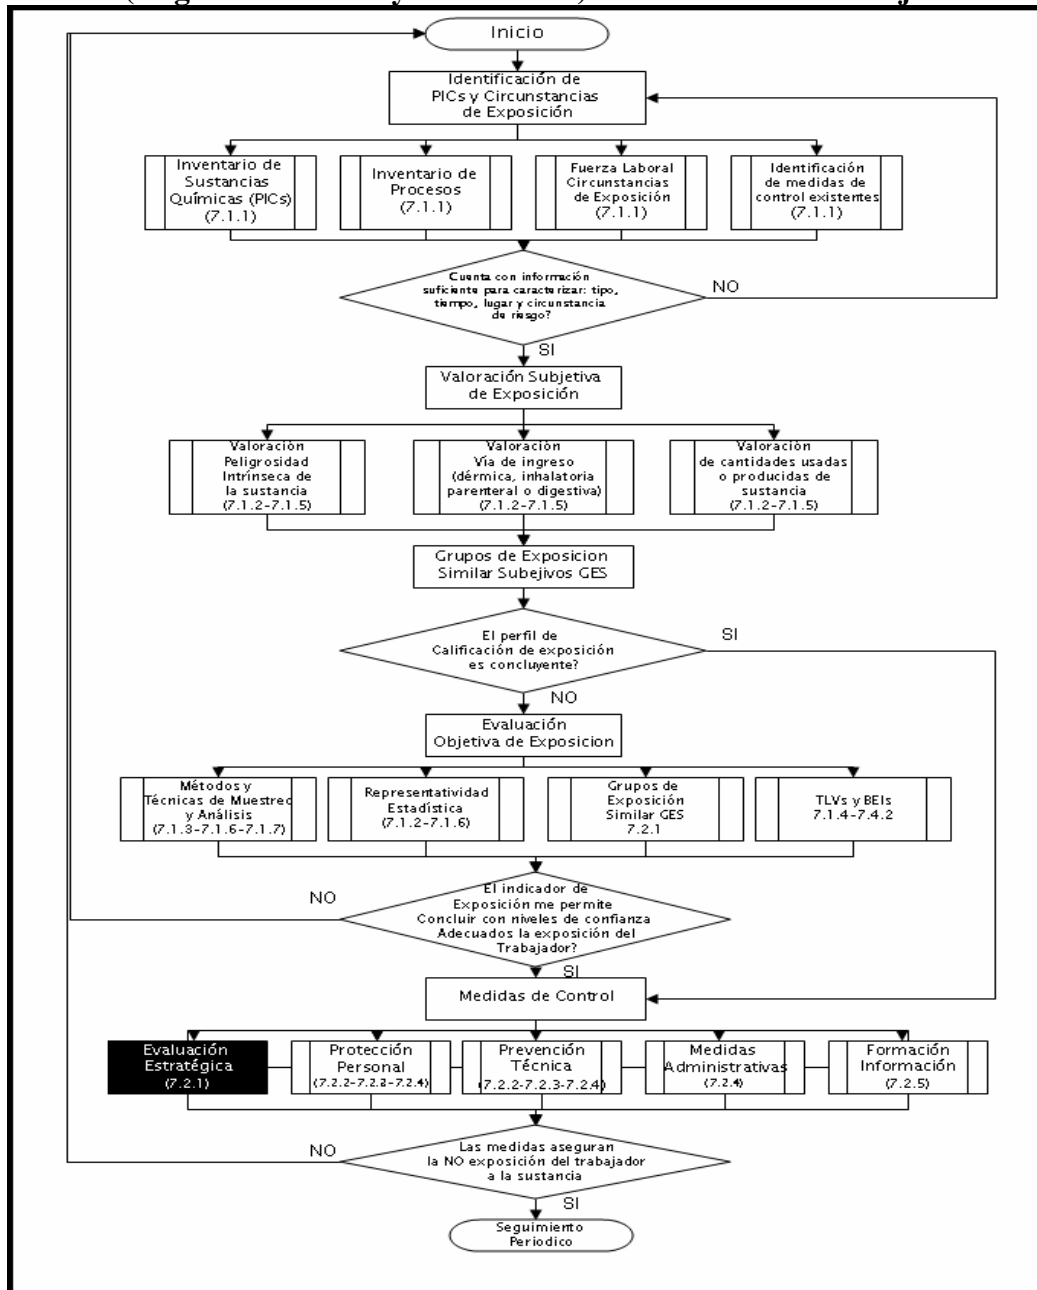 Inicio
Identificación de
PICs y Circunstancias
de Exposición
Inventario de
Sustancias
Químicas (PICs)
(7.1.1)
Inventario de
Procesos
(7.1.1)
Fuerza Laboral
Circunstancias
de Exposición
(7.1.1)
Identificación
de medidas de
control existentes
(7.1.1)
Cuenta con información
suficiente para caracterizar: tipo,
tiempo, lugar y circunstancia
de riesgo?
NO
SI
Valoración Subjetiva
de Exposición
Valoración
Peligrosidad
Intrínseca de
la sustancia
(7.1.2-7.1.5)
Valoración
Vía de ingreso
(dérmica, inhalatoria
parenteral o digestiva)
(7.1.2-7.1.5)
Valoración
de cantidades usadas
o producidas de
sustancia
(7.1.2-7.1.5)
Grupos de Exposicion
Similar Subejivos GES
El perfil de
Calificación de exposición
es concluyente?
SI
NO
Evaluación
Objetiva de Exposicion
Métodos y
Técnicas de Muestreo
y Análisis
(7.1.3-7.1.6-7.1.7)
Representatividad
Estadística
(7.1.2-7.1.6)
Grupos de
Exposición
Similar GES
7.2.1
TLVs y BEIs
7.1.4-7.4.2
NO
El indicador de
Exposición me permite
Concluir con niveles de confianza
Adecuados la exposición del
Trabajador?
SI
Medidas de Control
Evaluación
Estratégica
(7.2.1)
Protección
Personal
(7.2.2-7.2.3-7.2.4)
Prevención
Técnica
(7.2.2-7.2.3-7.2.4)
Medidas
Administrativas
(7.2.4)
Formación
Información
(7.2.5)
NO
Las medidas aseguran
la NO exposición del trabajador
a la sustancia
SI
Seguimiento
Periodico